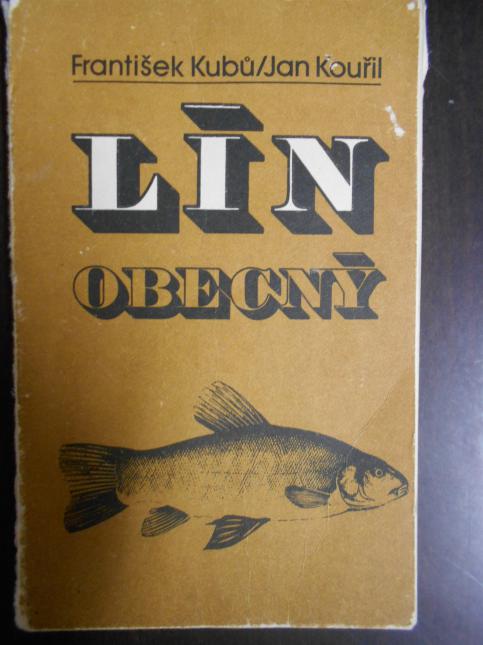 František Kubů/Jan Kouřil
LÍN
OBECNÝ